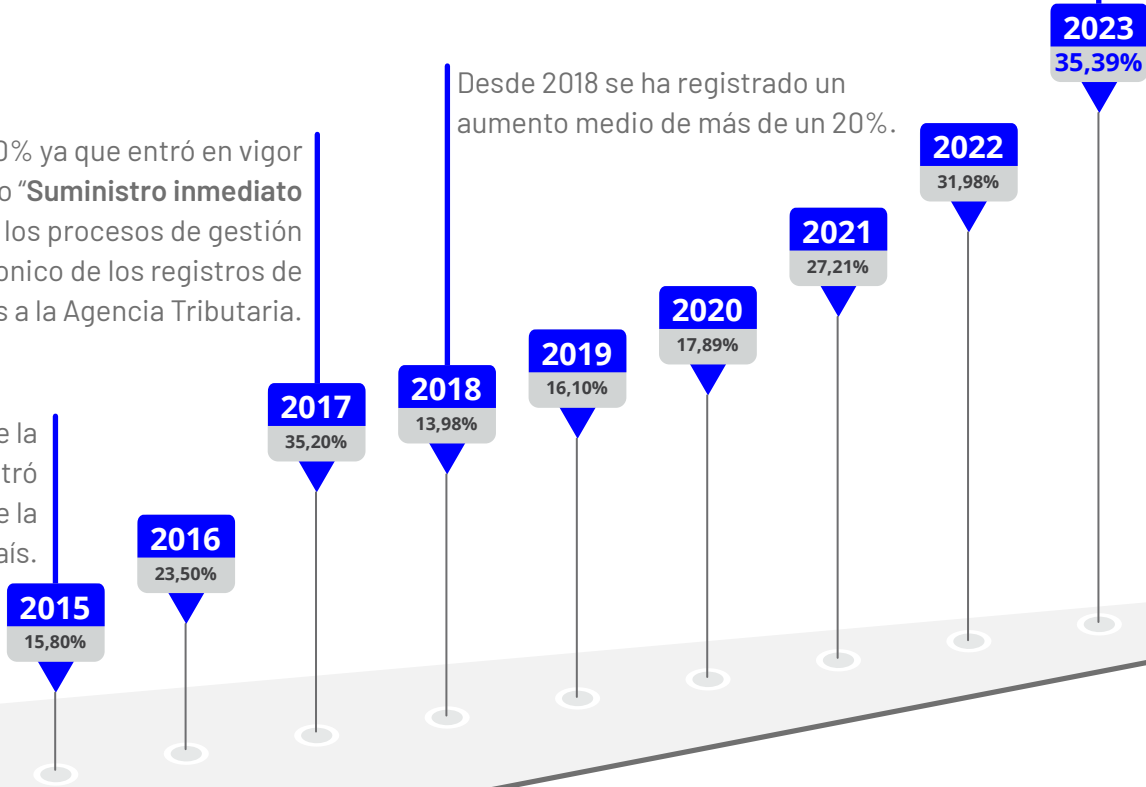 2023
35,39%
Desde 2018 se ha registrado un
aumento medio de más de un 20%.
2022
31,98%
0% ya que entró en vigor
o “Suministro inmediato
los procesos de gestión
onico de los registros de
s a la Agencia Tributaria.
2021
27,21%
2020
17,89%
2019
16,10%
2018
13,98%
2017
35,20%
e la
tró
e la
aís.
2016
23,50%
2015
15,80%